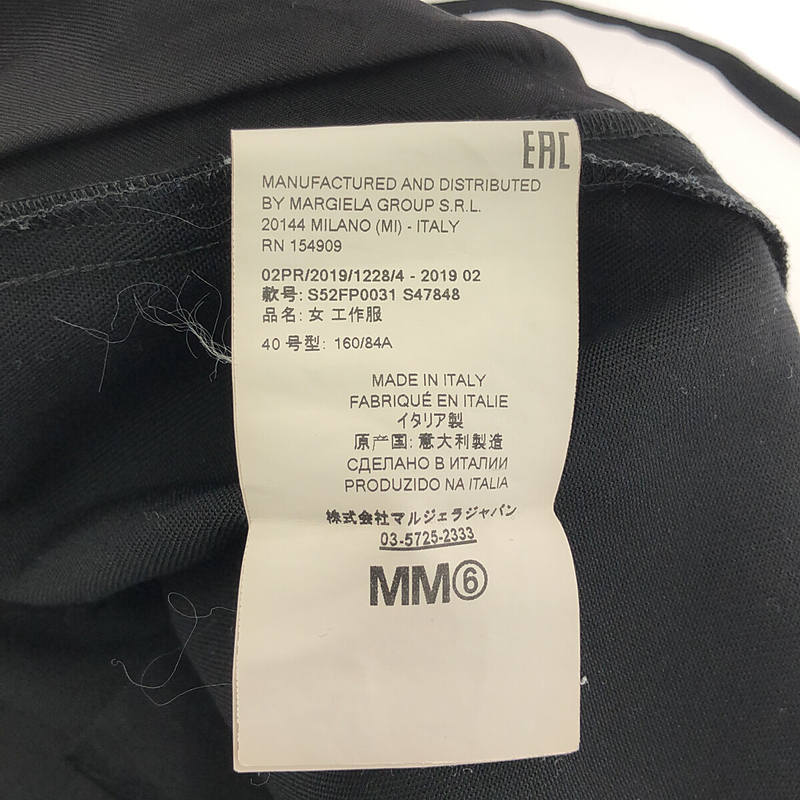 EAC
MANUFACTURED AND DISTRIBUTED
BY MARGIELA GROUP S.R.L.
20144 MILANO (MI) - ITALY
RN 154909
02PR/2019/1228/4 - 2019 02
款号: S52FP0031 S47848
品名: 女 工作服
40 号型: 160/84A
MADE IN ITALY
FABRIQUÉ EN ITALIE
イタリア製
原产国: 意大利製造
СДЕЛАНО В ИТАЛИИ
PRODUZIDO NA ITALIA
株式会社マルジェラジャパン
03-5725-2333
MM⑥